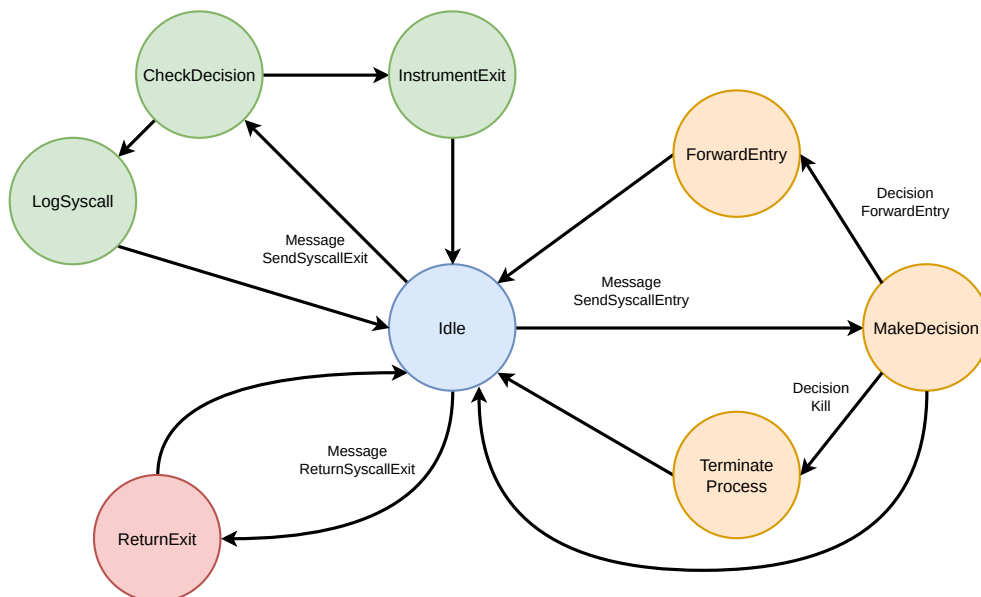 CheckDecision
InstrumentExit
LogSyscall
Message
SendSyscallExit
ForwardEntry
Decision
ForwardEntry
Message
SendSyscallEntry
Idle
MakeDecision
Decision
Kill
Terminate
Process
Message
ReturnSyscallExit
ReturnExit